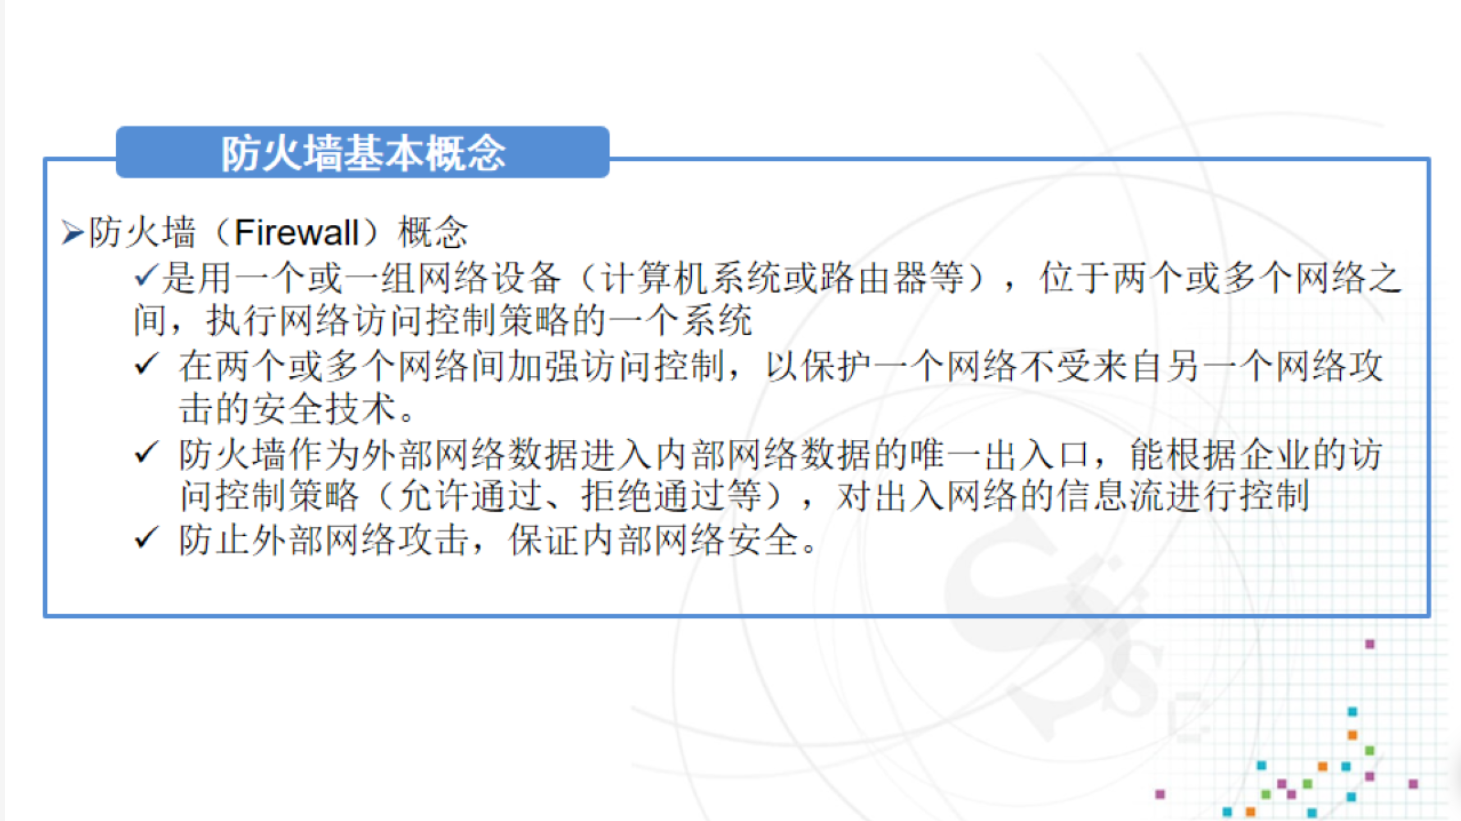 防火墙基本概念
➢防火墙（Firewall）概念
✓是用一个或一组网络设备（计算机系统或路由器等），位于两个或多个网络之
间，执行网络访问控制策略的一个系统
✓ 在两个或多个网络间加强访问控制，以保护一个网络不受来自另一个网络攻
击的安全技术。
✓ 防火墙作为外部网络数据进入内部网络数据的唯一出入口，能根据企业的访
问控制策略（允许通过、拒绝通过等），对出入网络的信息流进行控制
✓ 防止外部网络攻击，保证内部网络安全。